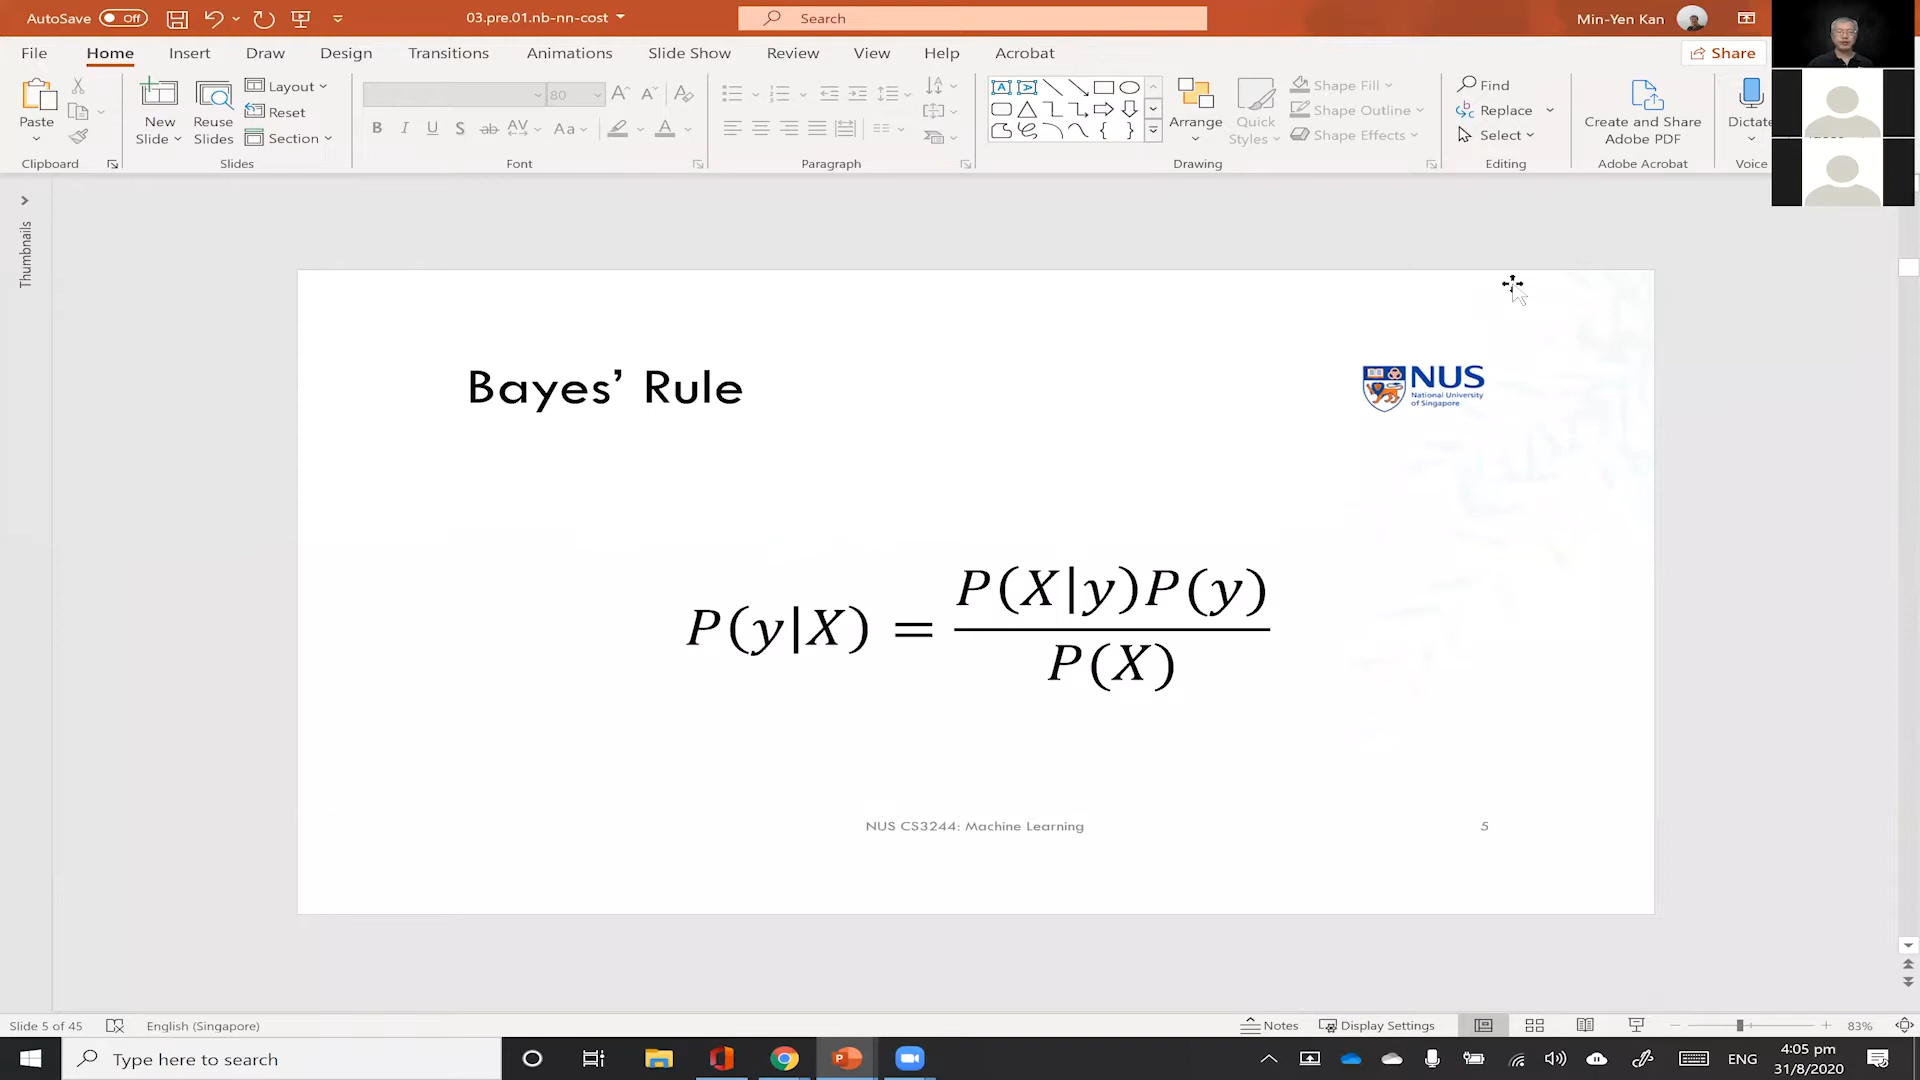 AutoSave Off
03.pre.01.nb-nn-cost
Search
Min-Yen Kan
File Home Insert Draw Design Transitions Animations Slide Show Review View Help Acrobat
Share
Paste
New Slide
Reuse Slides
Layout
Reset
Section
80
B I U S ab AV Aa A
Arrange
Quick Styles
Shape Fill
Shape Outline
Shape Effects
Find
Replace
Select
Create and Share Adobe PDF
Dictate
Clipboard
Slides
Font
Paragraph
Drawing
Editing
Adobe Acrobat
Voice
Thumbnails
Bayes’ Rule
NUS
National University
of Singapore
P(y|X) = P(X|y)P(y) / P(X)
NUS CS3244: Machine Learning
5
Slide 5 of 45
English (Singapore)
Notes
Display Settings
83%
Type here to search
ENG
4:05 pm
31/8/2020